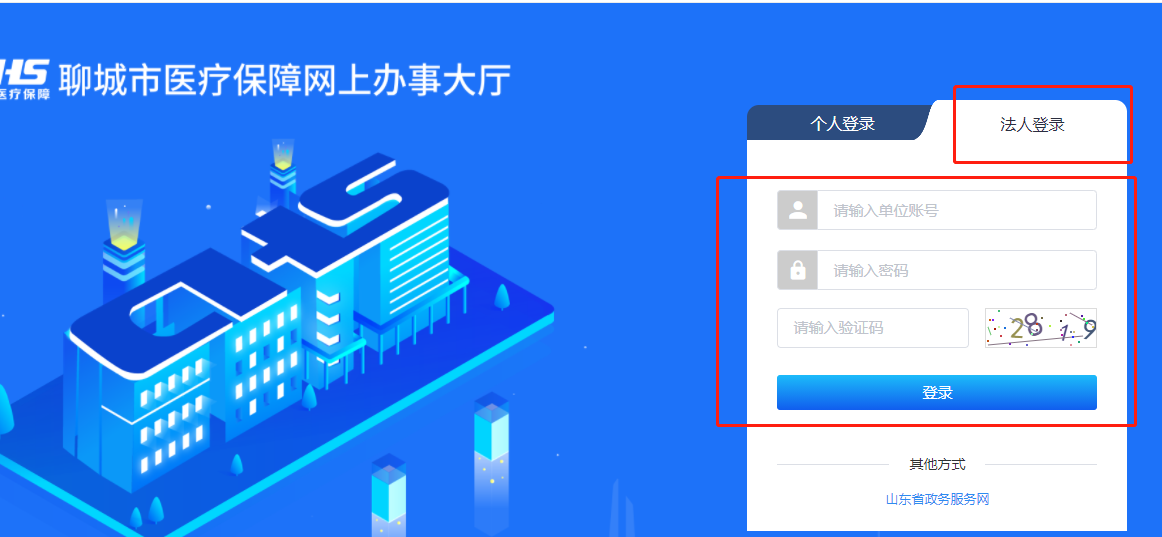 HS
医疗保障
聊城市医疗保障网上办事大厅
个人登录
法人登录
请输入单位账号
请输入密码
请输入验证码
登录
其他方式
山东省政务服务网